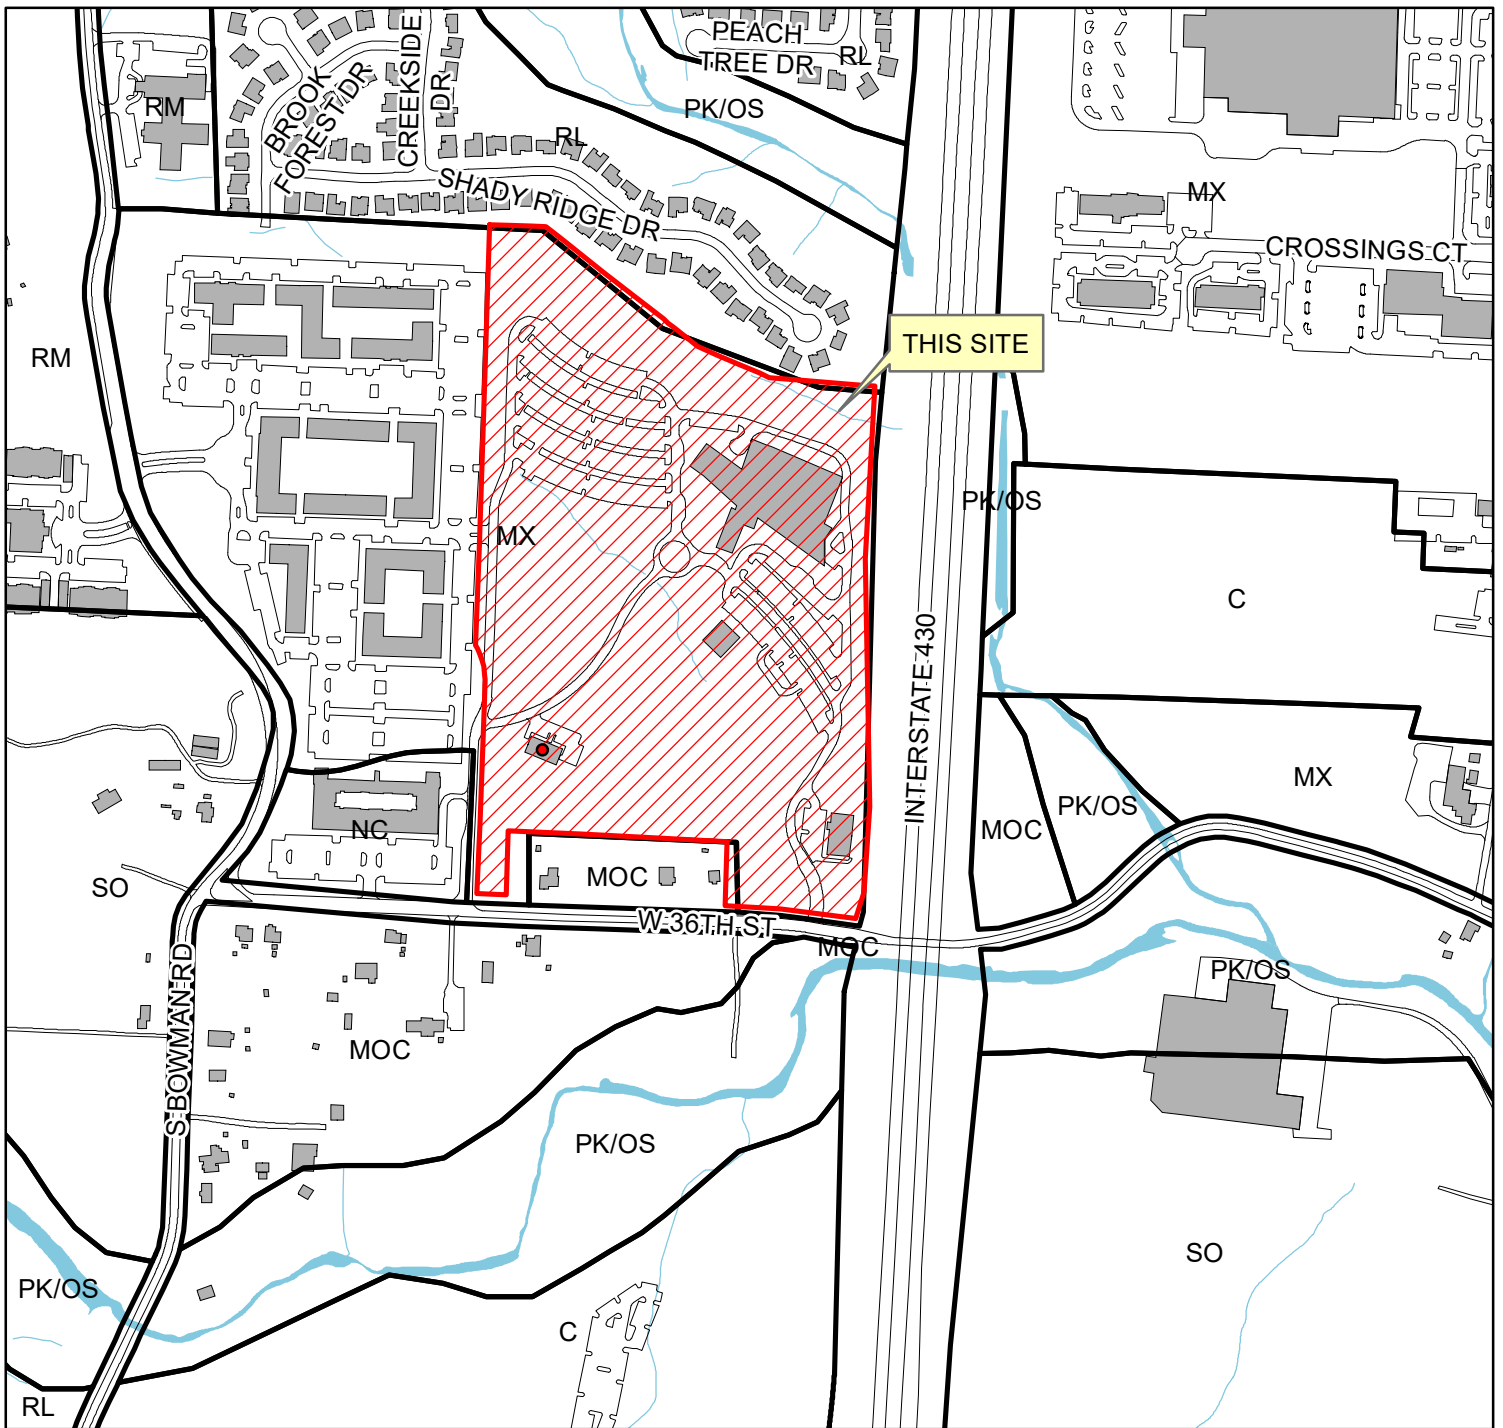 PEACH
TREE DR
RL
CREEKSIDE
DR
BROOK
FOREST DR
RM
PK/OS
RL
SHADY RIDGE DR
MX
CROSSINGS CT
THIS SITE
RM
PK/OS
MX
C
INTERSTATE 430
MX
PK/OS
MOC
NC
MOC
SO
W 36TH ST
MOC
S BOWMAN RD
PK/OS
MOC
PK/OS
SO
PK/OS
C
RL